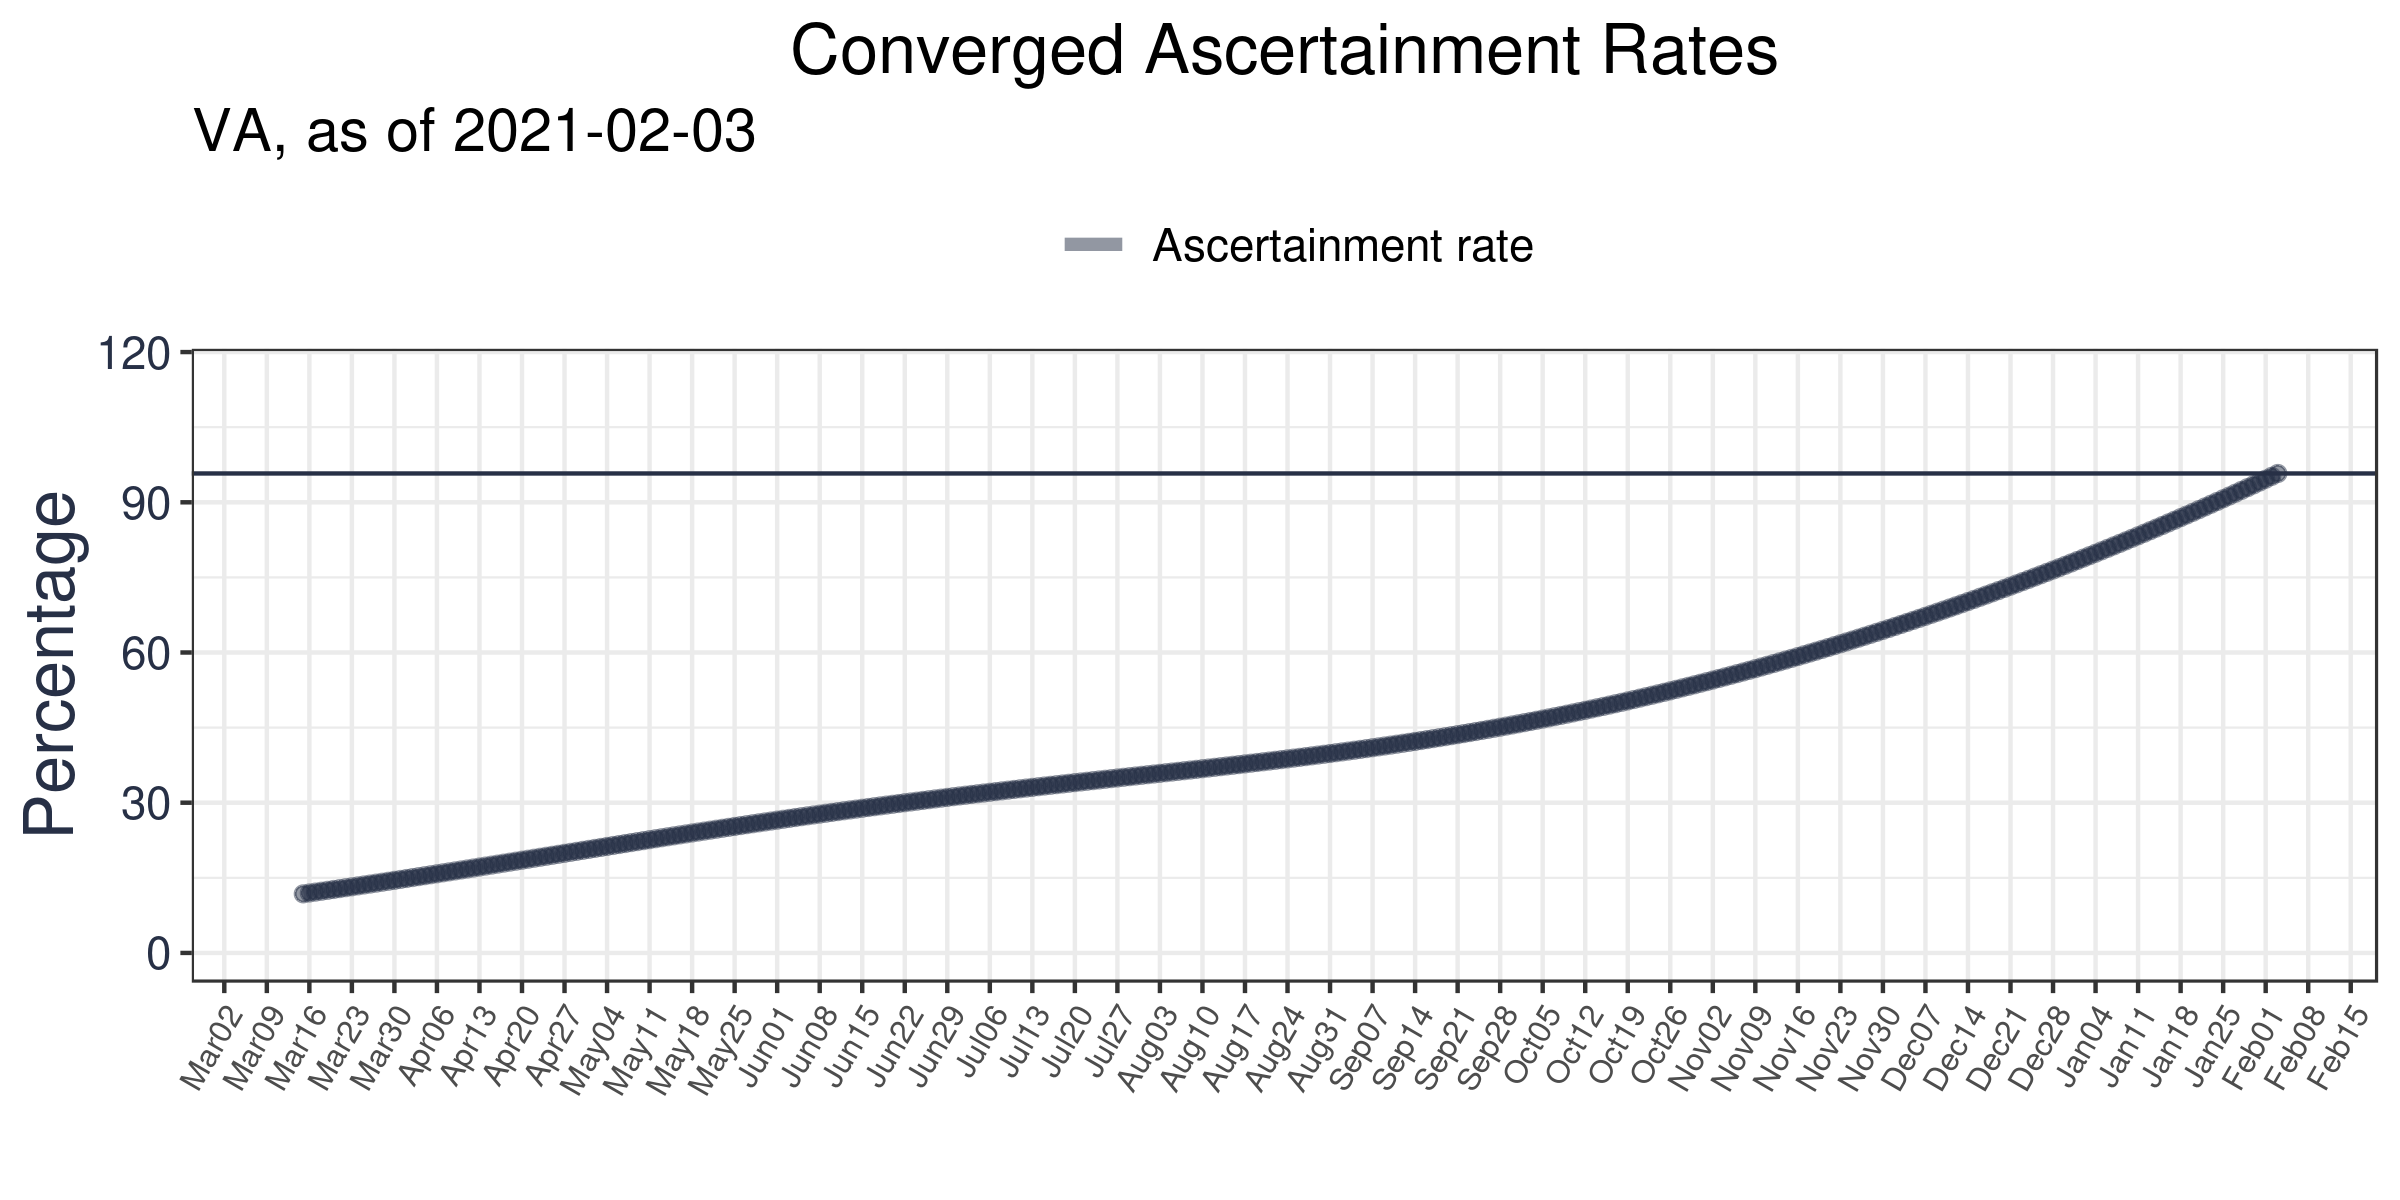 Converged Ascertainment Rates
VA, as of 2021-02-03
Ascertainment rate
Percentage
120
90
60
30
0
Mar02 Mar09 Mar16 Mar23 Mar30 Apr06 Apr13 Apr20 Apr27 May04 May11 May18 May25 Jun01 Jun08 Jun15 Jun22 Jun29 Jul06 Jul13 Jul20 Jul27 Aug03 Aug10 Aug17 Aug24 Aug31 Sep07 Sep14 Sep21 Sep28 Oct05 Oct12 Oct19 Oct26 Nov02 Nov09 Nov16 Nov23 Nov30 Dec07 Dec14 Dec21 Dec28 Jan04 Jan11 Jan18 Jan25 Feb01 Feb08 Feb15